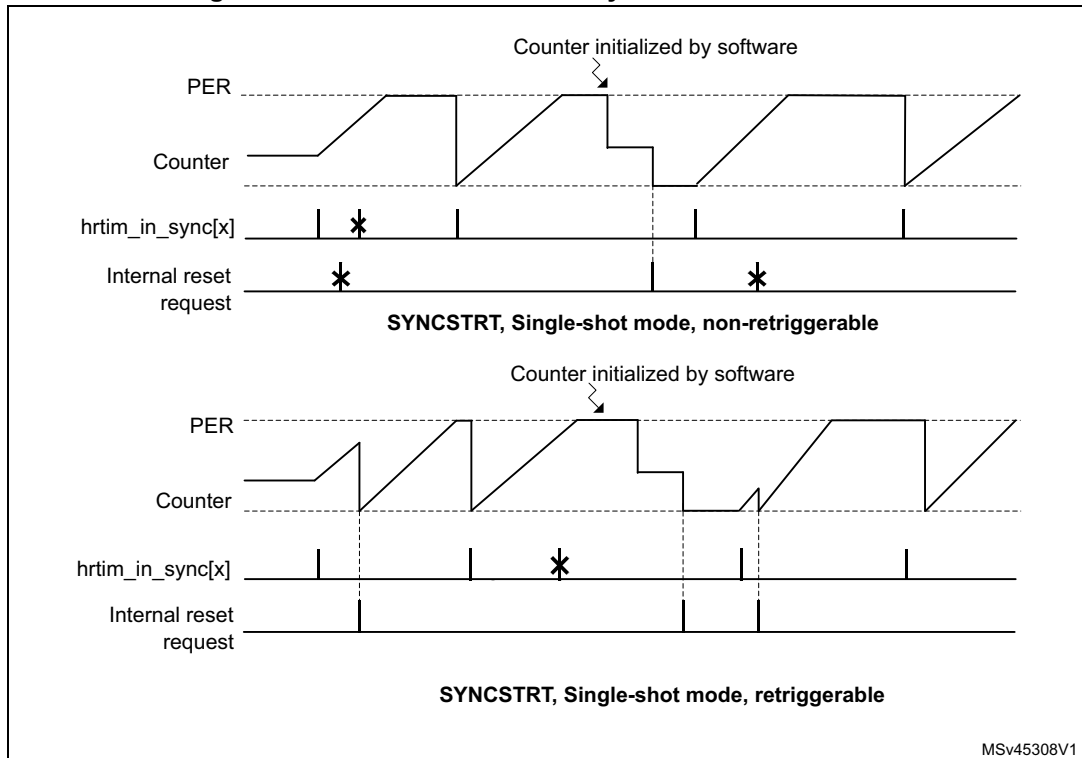 Counter initialized by software
PER
Counter
hrtim_in_sync[x]
Internal reset
request
SYNCSTRT, Single-shot mode, non-retriggerable
Counter initialized by software
PER
Counter
hrtim_in_sync[x]
Internal reset
request
SYNCSTRT, Single-shot mode, retriggerable
MSv45308V1